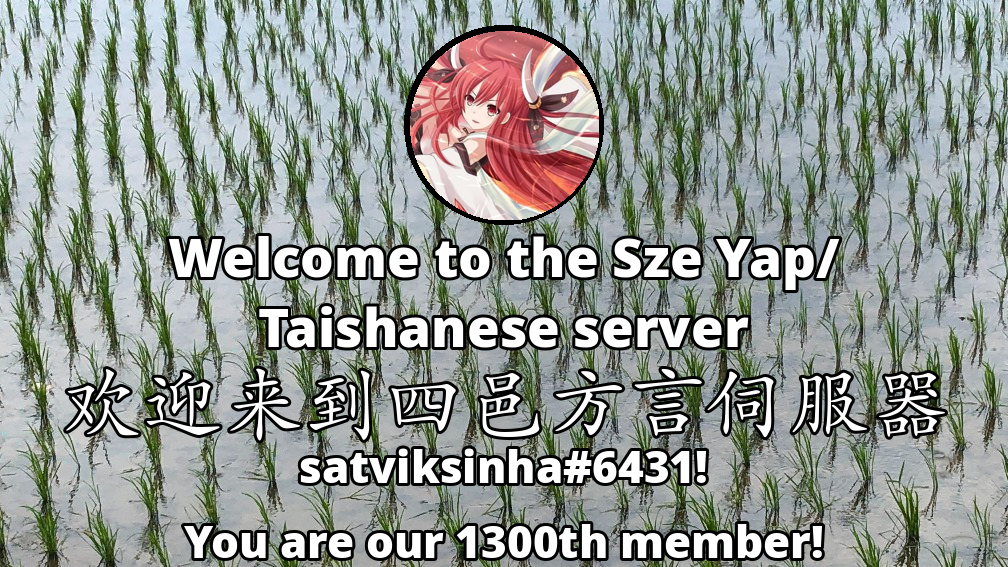 Welcome to the Sze Yap/
Taishanese server
欢迎来到四邑方言伺服器
satviksinha#6431!
You are our 1300th member!